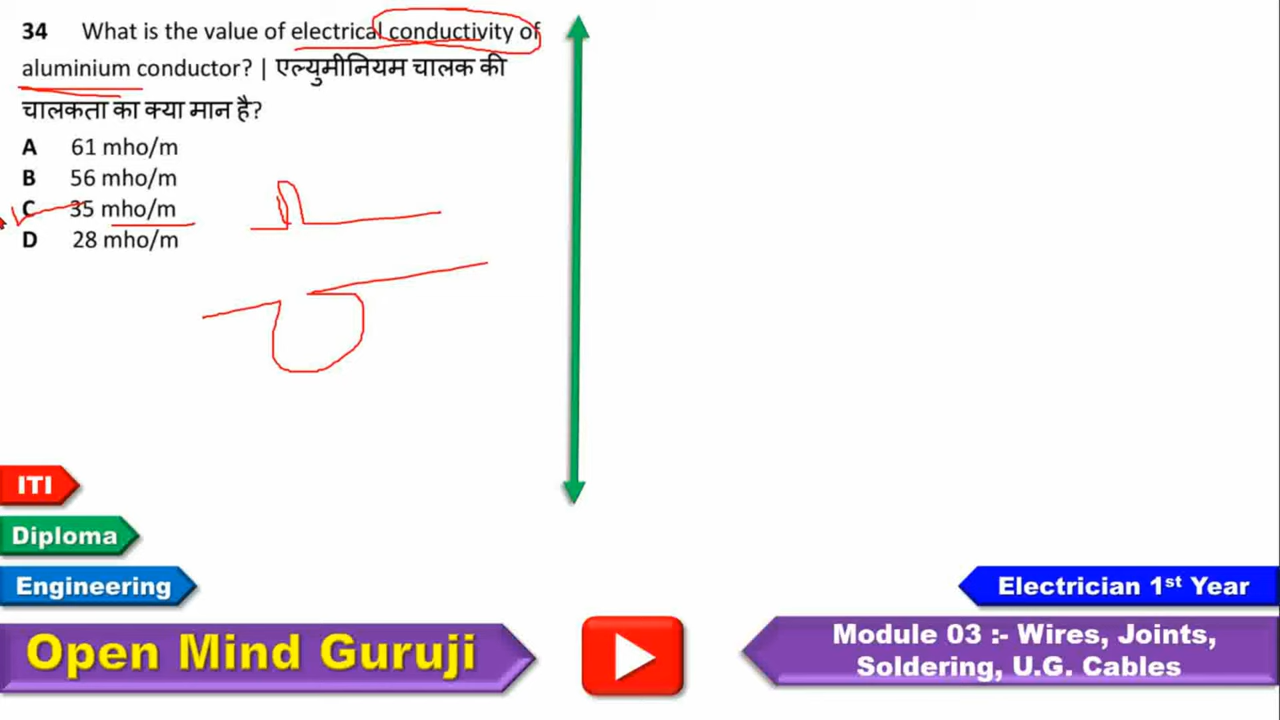 34 What is the value of electrical conductivity of
aluminium conductor? | एल्युमीनियम चालक की
चालकता का क्या मान है?
A 61 mho/m
B 56 mho/m
C 35 mho/m
D 28 mho/m
ITI
Diploma
Engineering
Open Mind Guruji
Electrician 1st Year
Module 03 :- Wires, Joints,
Soldering, U.G. Cables